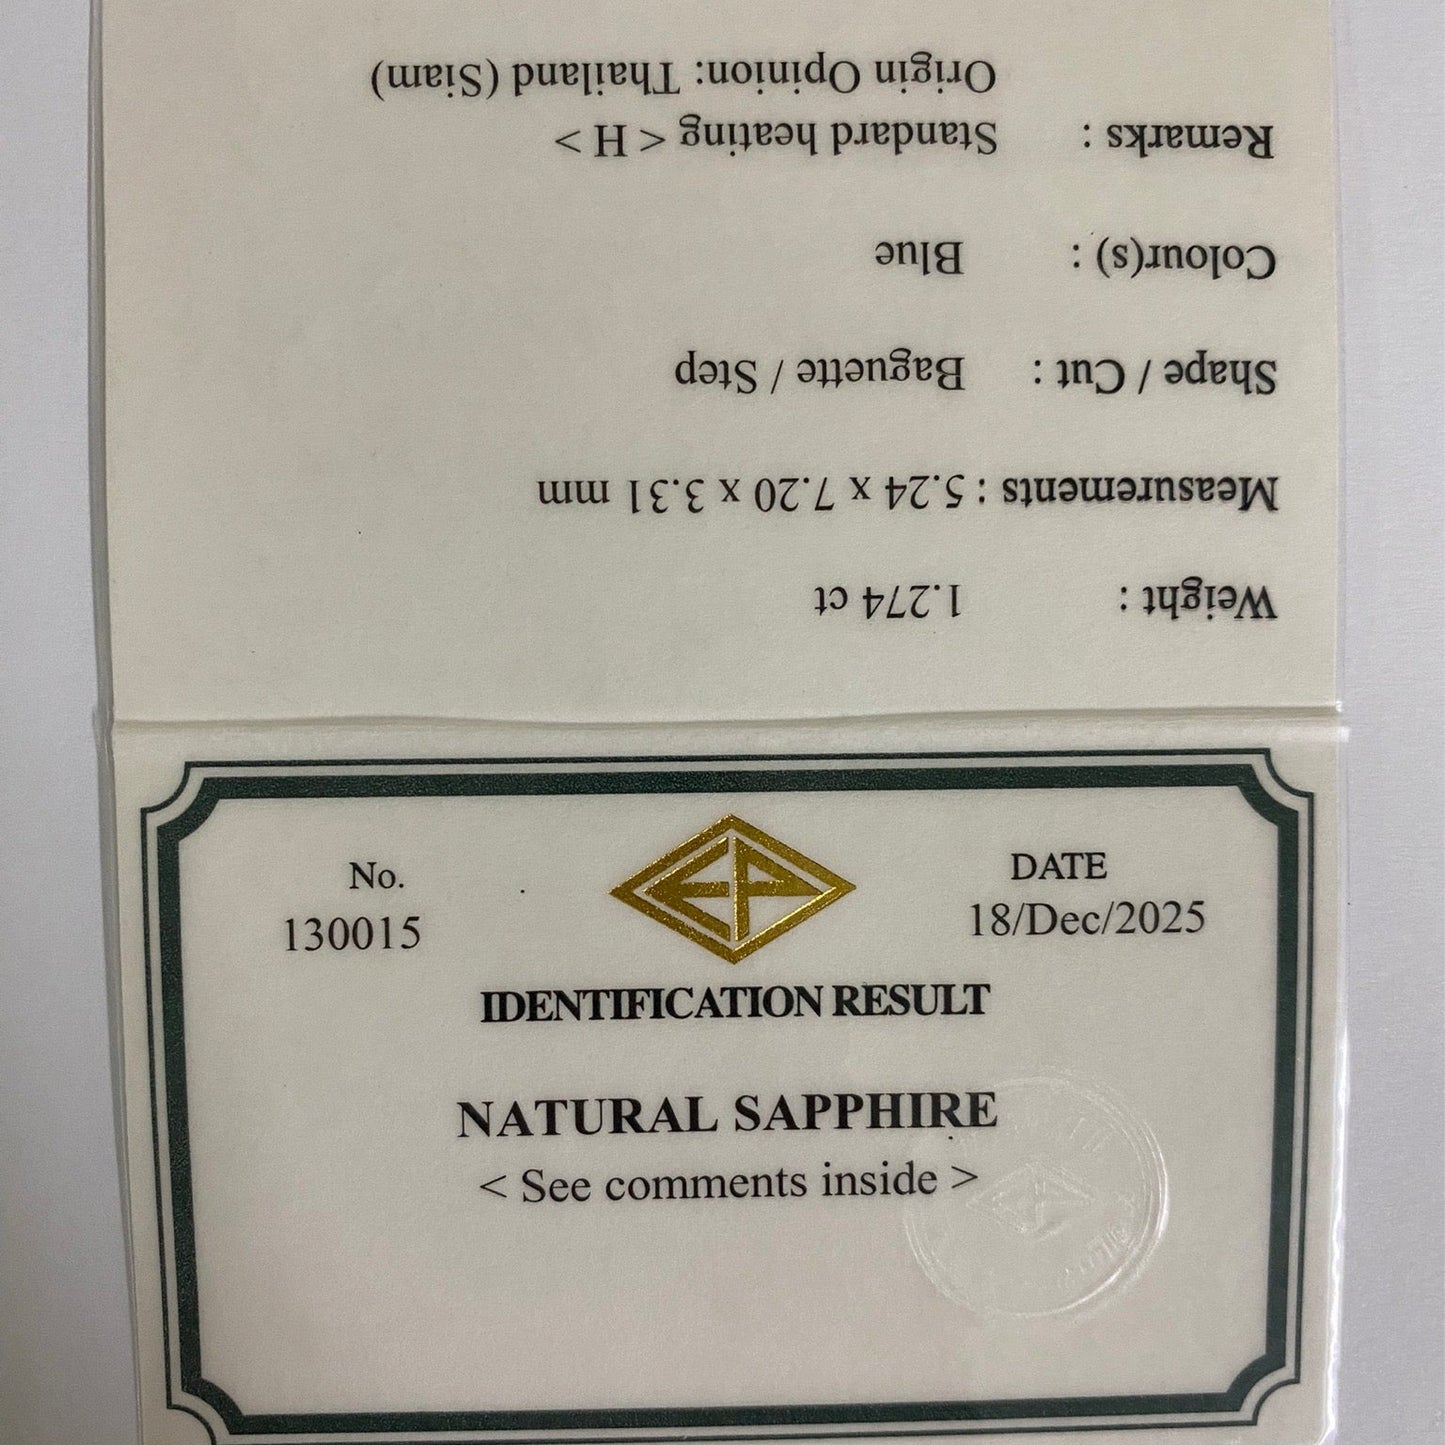 No.
130015
EP
DATE
18/Dec/2025
IDENTIFICATION RESULT
NATURAL SAPPHIRE
< See comments inside >
Weight : 1.274 ct
Measurements : 5.24 x 7.20 x 3.31 mm
Shape / Cut : Baguette / Step
Colour(s) : Blue
Remarks : Standard heating < H >
Origin Opinion: Thailand (Siam)